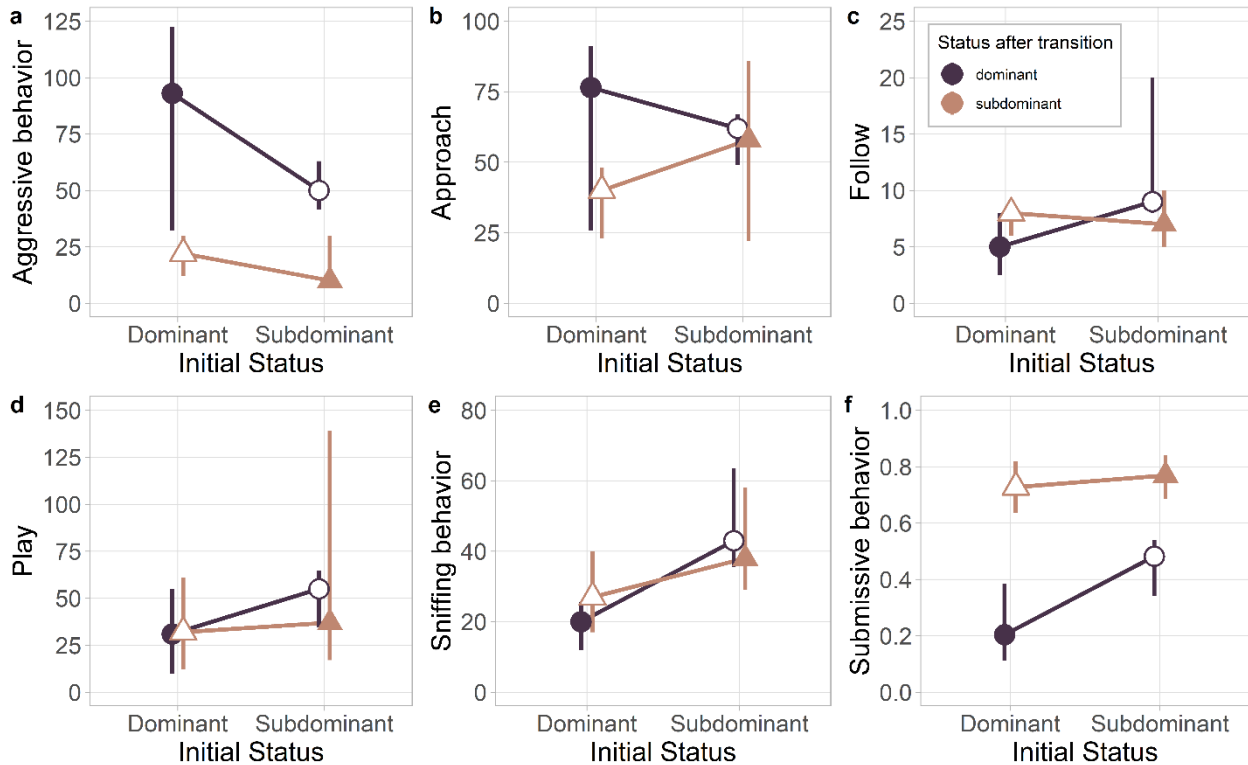 a
125
100
75
50
25
0
Aggressive behavior
Dominant Subdominant
Initial Status
b
100
75
50
25
0
Approach
Dominant Subdominant
Initial Status
c
25
20
15
10
5
0
Follow
Status after transition
dominant
subdominant
Dominant Subdominant
Initial Status
d
150
125
100
75
50
25
0
Play
Dominant Subdominant
Initial Status
e
80
60
40
20
0
Sniffing behavior
Dominant Subdominant
Initial Status
f
1.0
0.8
0.6
0.4
0.2
0.0
Submissive behavior
Dominant Subdominant
Initial Status